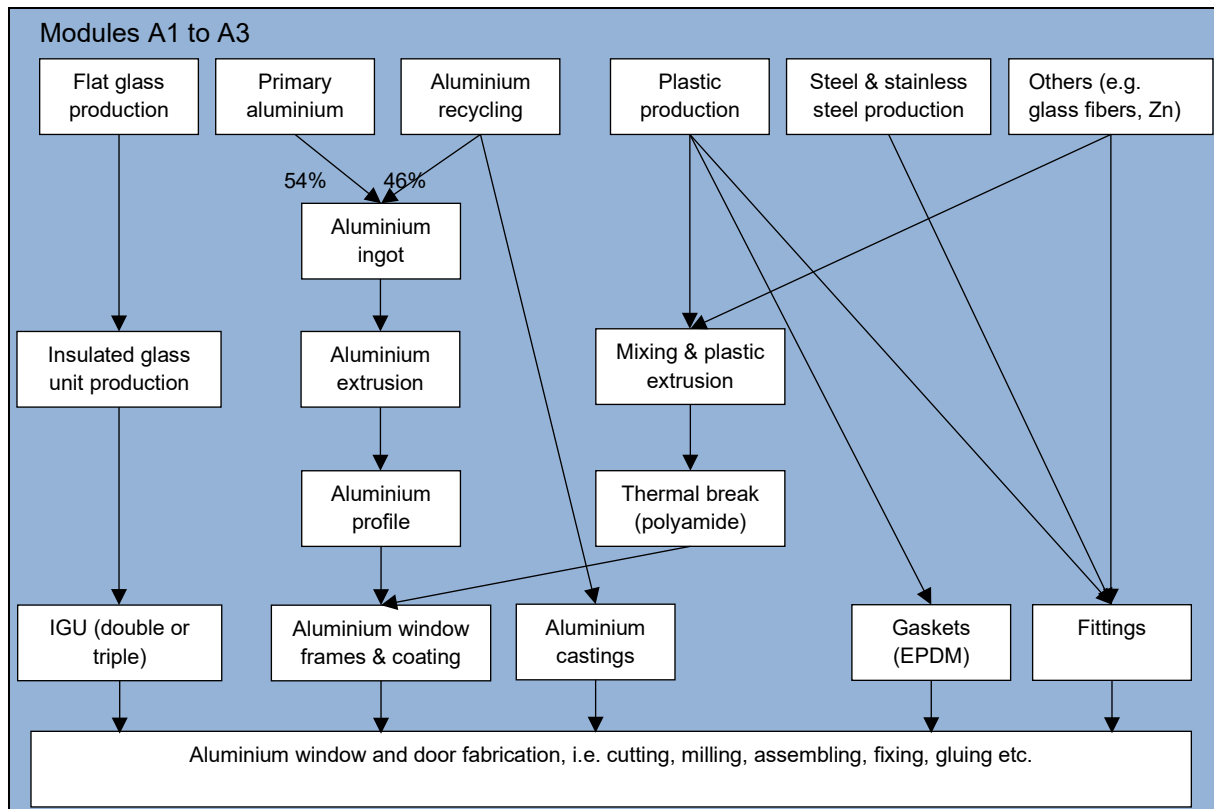 Modules A1 to A3
Flat glass
production
Primary
aluminium
Aluminium
recycling
Plastic
production
Steel & stainless
steel production
Others (e.g.
glass fibers, Zn)
54%
46%
Aluminium
ingot
Insulated glass
unit production
Aluminium
extrusion
Mixing & plastic
extrusion
Aluminium
profile
Thermal break
(polyamide)
IGU (double or
triple)
Aluminium window
frames & coating
Aluminium
castings
Gaskets
(EPDM)
Fittings
Aluminium window and door fabrication, i.e. cutting, milling, assembling, fixing, gluing etc.